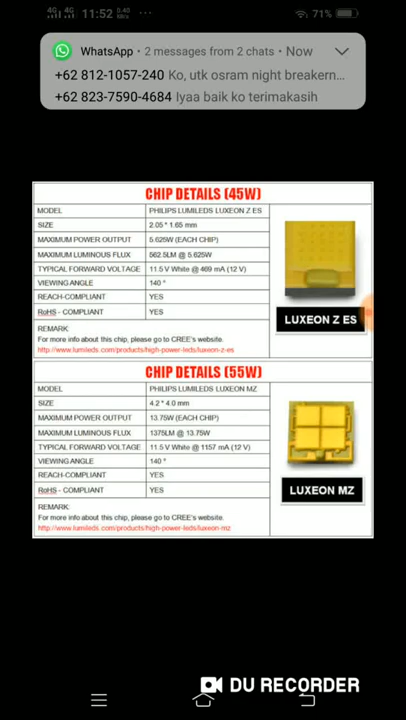 4G 4G 11:52 5.40 KB/s ...
71%
WhatsApp • 2 messages from 2 chats • Now
+62 812-1057-240 Ko, utk osram night breakern...
+62 823-7590-4684 Iyaa baik ko terimakasih
CHIP DETAILS (45W)
MODEL PHILIPS LUMILEDS LUXEON Z ES
SIZE 2.05 * 1.65 mm
MAXIMUM POWER OUTPUT 5.625W (EACH CHIP)
MAXIMUM LUMINOUS FLUX 562.5LM @ 5.625W
TYPICAL FORWARD VOLTAGE 11.5 V White @ 469 mA (12 V)
VIEWING ANGLE 140 °
REACH-COMPLIANT YES
RoHS - COMPLIANT YES
REMARK
For more info about this chip, please go to CREE's website.
http://www.lumileds.com/products/high-power-leds/luxeon-z-es
LUXEON Z ES
CHIP DETAILS (55W)
MODEL PHILIPS LUMILEDS LUXEON MZ
SIZE 4.2 * 4.0 mm
MAXIMUM POWER OUTPUT 13.75W (EACH CHIP)
MAXIMUM LUMINOUS FLUX 1375LM @ 13.75W
TYPICAL FORWARD VOLTAGE 11.5 V White @ 1157 mA (12 V)
VIEWING ANGLE 140 °
REACH-COMPLIANT YES
RoHS - COMPLIANT YES
REMARK
For more info about this chip, please go to CREE's website.
http://www.lumileds.com/products/high-power-leds/luxeon-mz
LUXEON MZ
DU RECORDER